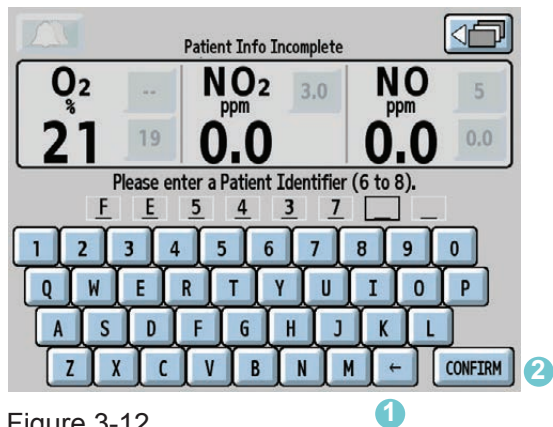 Patient Info Incomplete
O2 % -- NO2 ppm 3.0 NO ppm 5
21 19 0.0 0.0 0.0
Please enter a Patient Identifier (6 to 8).
F E 5 4 3 7 _ _
1 2 3 4 5 6 7 8 9 0
Q W E R T Y U I O P
A S D F G H J K L
Z X C V B N M ← CONFIRM 2
Figure 3-12 1